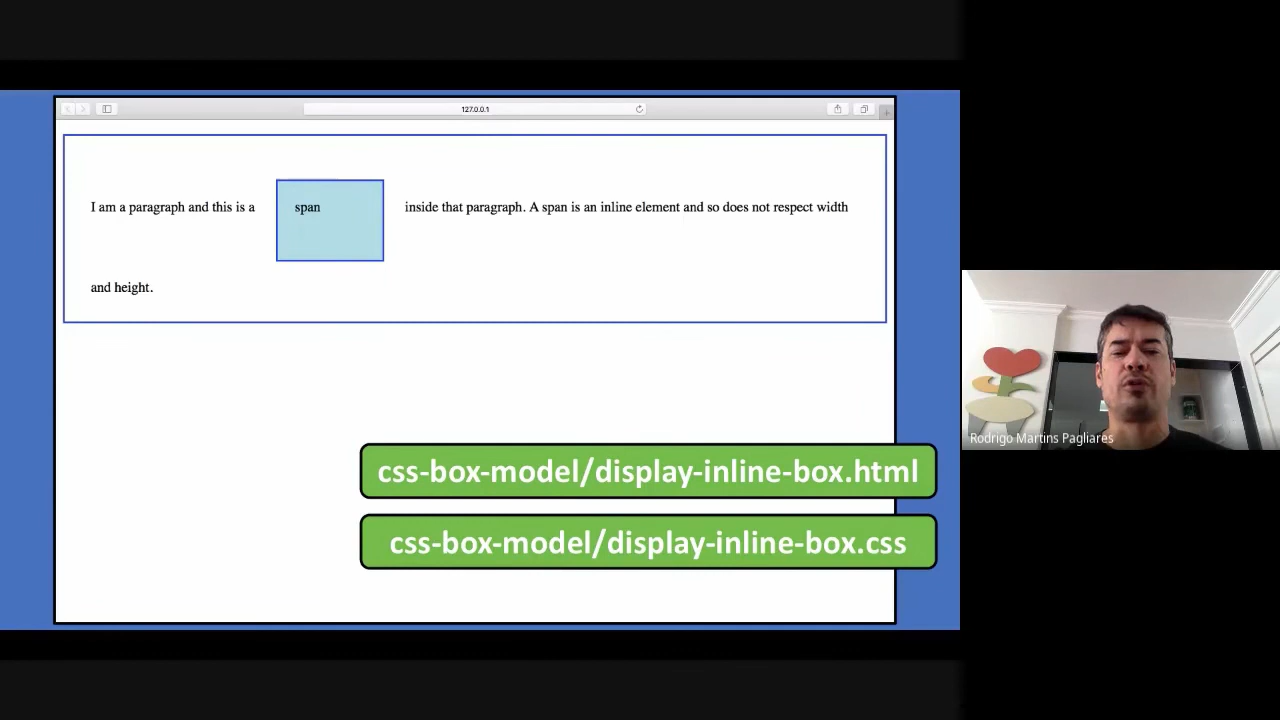 127.0.0.1
I am a paragraph and this is a span inside that paragraph. A span is an inline element and so does not respect width
and height.
css-box-model/display-inline-box.html
css-box-model/display-inline-box.css
Rodrigo Martins Pagliares